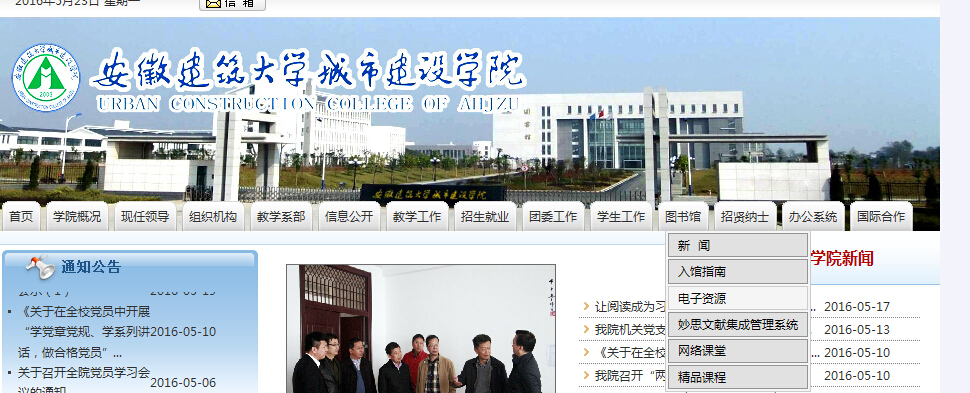 2016年5月23日 星期一
信 箱
安徽建筑大学城市建设学院
URBAN CONSTRUCTION COLLEGE OF AHJZU
2003
图书馆
安徽建筑大学城市建设学院
首页 学院概况 现任领导 组织机构 教学系部 信息公开 教学工作 招生就业 团委工作 学生工作 图书馆 招贤纳士 办公系统 国际合作
新 闻
入馆指南
电子资源
妙思文献集成管理系统
网络课堂
精品课程
通知公告
公示（1） 2016-05-19
《关于在全校党员中开展
“学党章党规、学系列讲 2016-05-10
话，做合格党员”...
关于召开全院党员学习会 2016-05-06
议的通知
学院新闻
让阅读成为习 ... 2016-05-17
我院机关党支 2016-05-13
《关于在全校 ... 2016-05-10
我院召开“两 2016-05-10